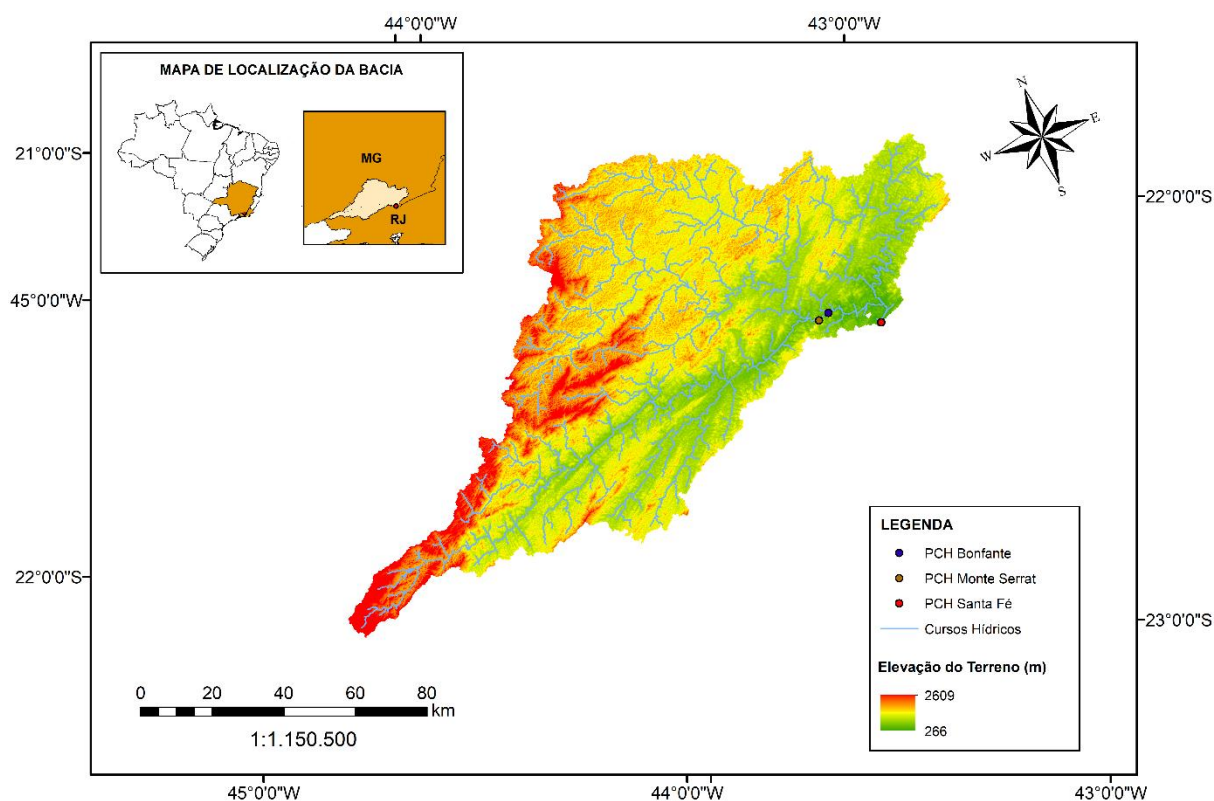 44°0'0"W
43°0'0"W
MAPA DE LOCALIZAÇÃO DA BACIA
MG
RJ
N
E
W
S
21°0'0"S
22°0'0"S
45°0'0"W
LEGENDA
PCH Bonfante
PCH Monte Serrat
PCH Santa Fé
Cursos Hídricos
Elevação do Terreno (m)
2609
266
22°0'0"S
23°0'0"S
0 20 40 60 80
km
1:1.150.500
45°0'0"W
44°0'0"W
43°0'0"W